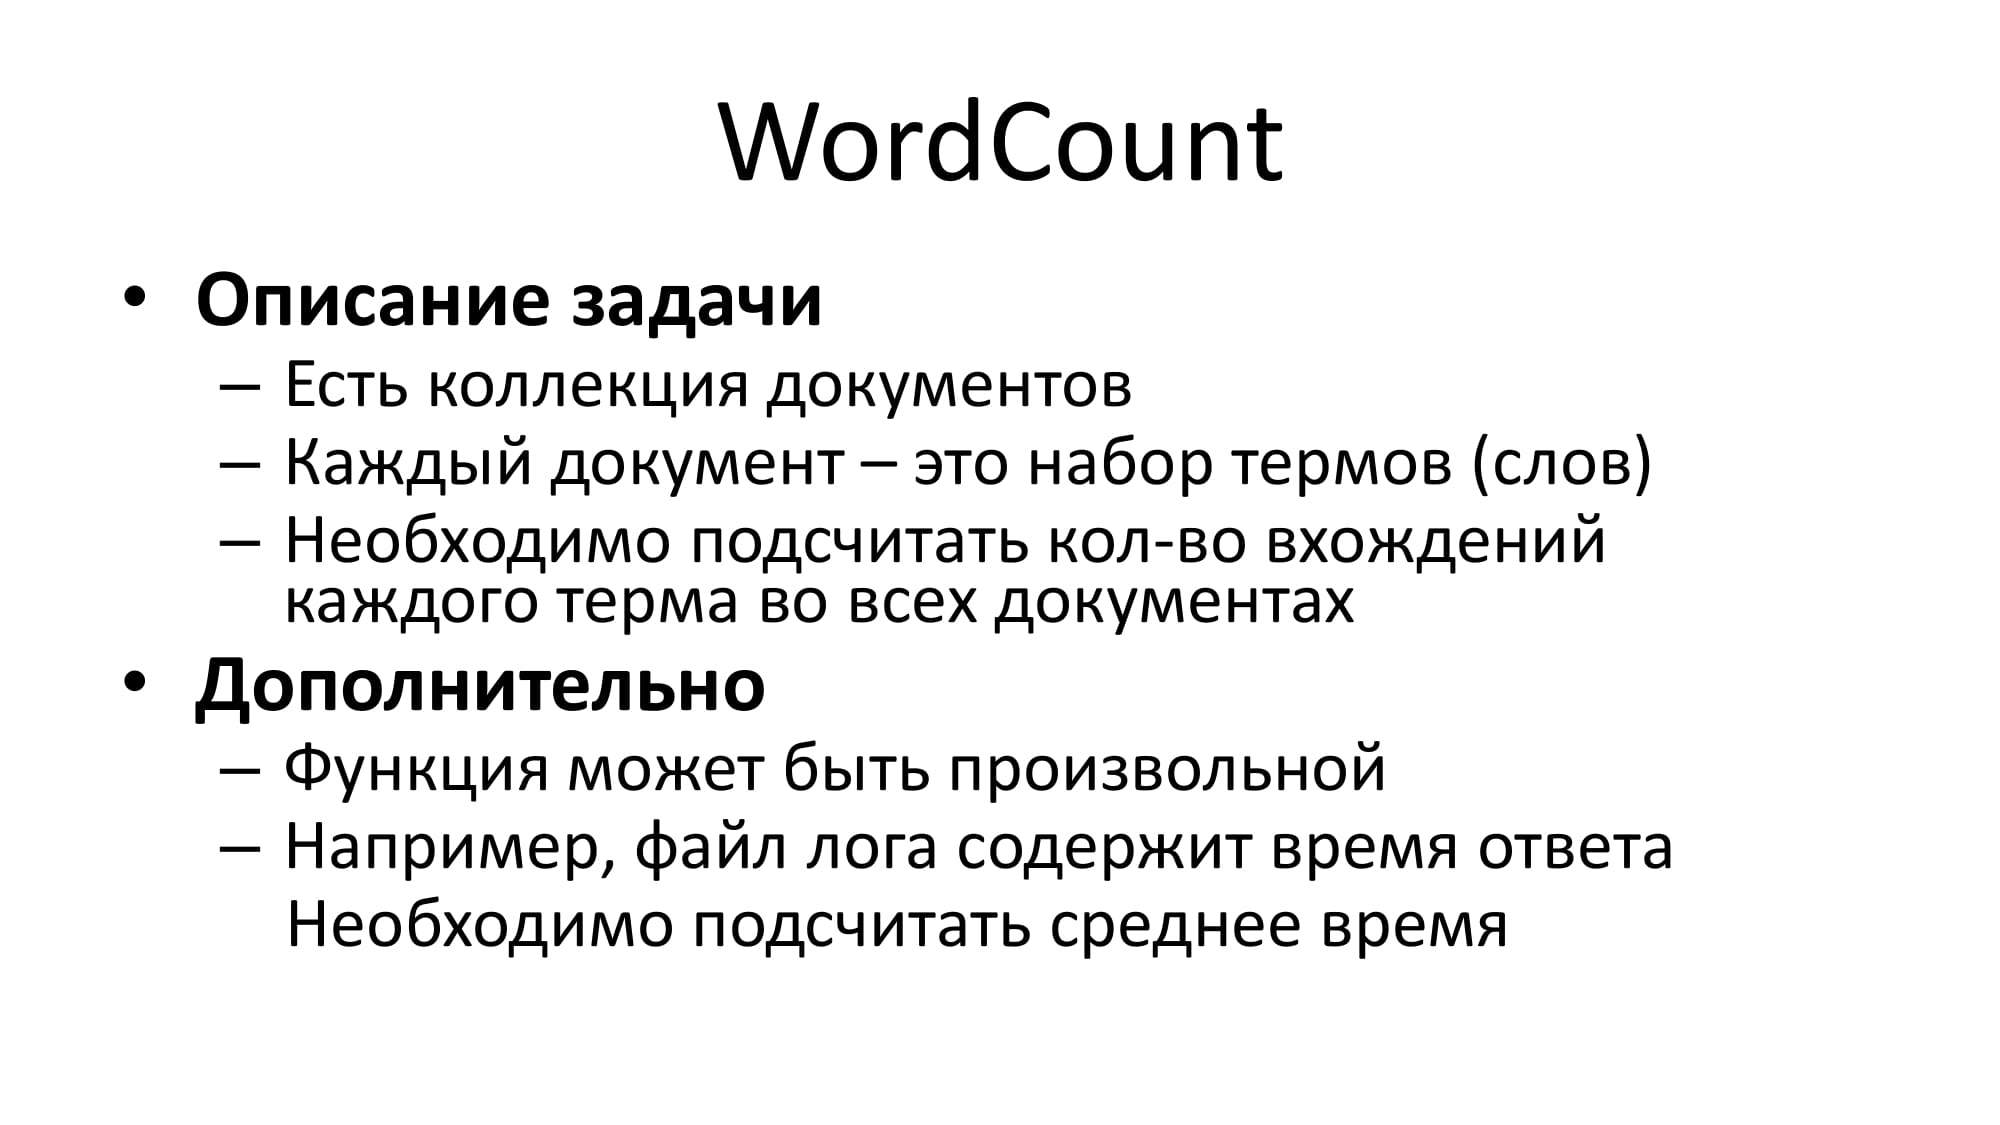 WordCount
• Описание задачи
– Есть коллекция документов
– Каждый документ – это набор термов (слов)
– Необходимо подсчитать кол-во вхождений
каждого терма во всех документах
• Дополнительно
– Функция может быть произвольной
– Например, файл лога содержит время ответа
Необходимо подсчитать среднее время